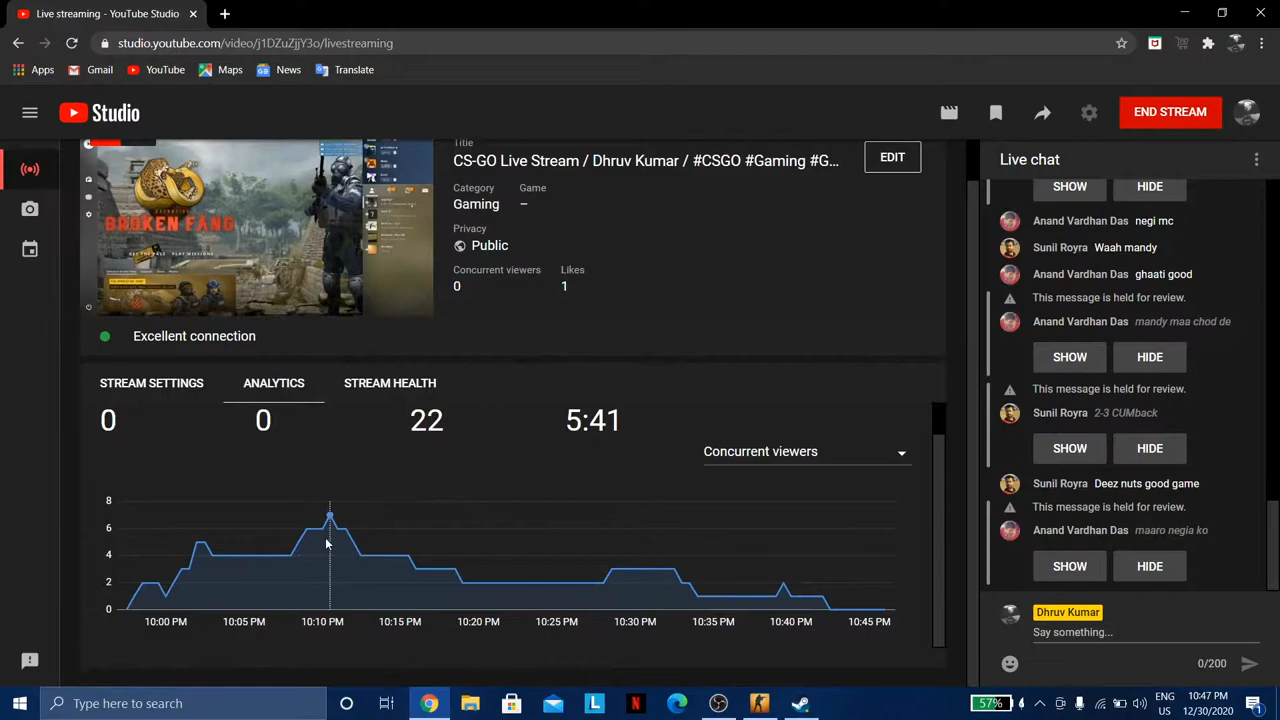 Live streaming - YouTube Studio
studio.youtube.com/video/j1DZuZjjY3o/livestreaming
Apps
Gmail
YouTube
Maps
News
Translate
Studio
END STREAM
BROKEN FANG
Title
CS-GO Live Stream / Dhruv Kumar / #CSGO #Gaming #G...
EDIT
Category
Game
Gaming
–
Privacy
Public
Concurrent viewers
Likes
0
1
Excellent connection
STREAM SETTINGS
ANALYTICS
STREAM HEALTH
0
0
22
5:41
Concurrent viewers
8
6
4
2
0
10:00 PM
10:05 PM
10:10 PM
10:15 PM
10:20 PM
10:25 PM
10:30 PM
10:35 PM
10:40 PM
10:45 PM
Live chat
SHOW
HIDE
Anand Vardhan Das negi mc
Sunil Royra Waah mandy
Anand Vardhan Das ghaati good
This message is held for review.
Anand Vardhan Das mandy maa chod de
SHOW
HIDE
This message is held for review.
Sunil Royra 2-3 CUMback
SHOW
HIDE
Sunil Royra Deez nuts good game
This message is held for review.
Anand Vardhan Das maaro negia ko
SHOW
HIDE
Dhruv Kumar
Say something...
0/200
Type here to search
57%
ENG
US
10:47 PM
12/30/2020